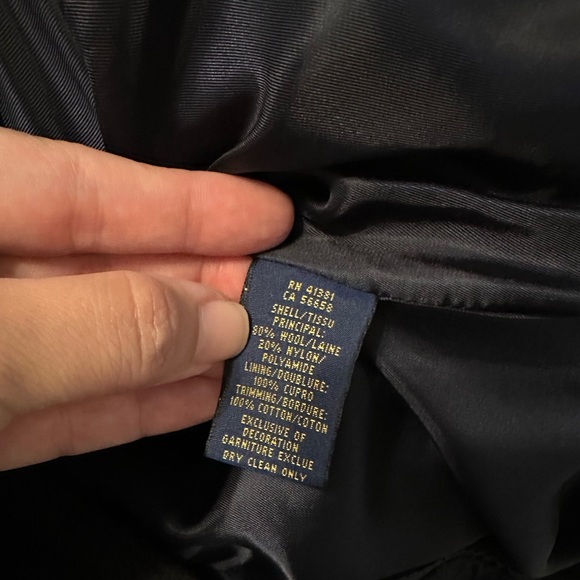 RN 41381
CA 56658
SHELL/TISSU
PRINCIPAL:
80% WOOL/LAINE
20% NYLON/
POLYAMIDE
LINING/DOUBLURE:
100% CUPRO
TRIMMING/BORDURE:
100% COTTON/COTON
EXCLUSIVE OF
DECORATION
GARNITURE EXCLUE
DRY CLEAN ONLY